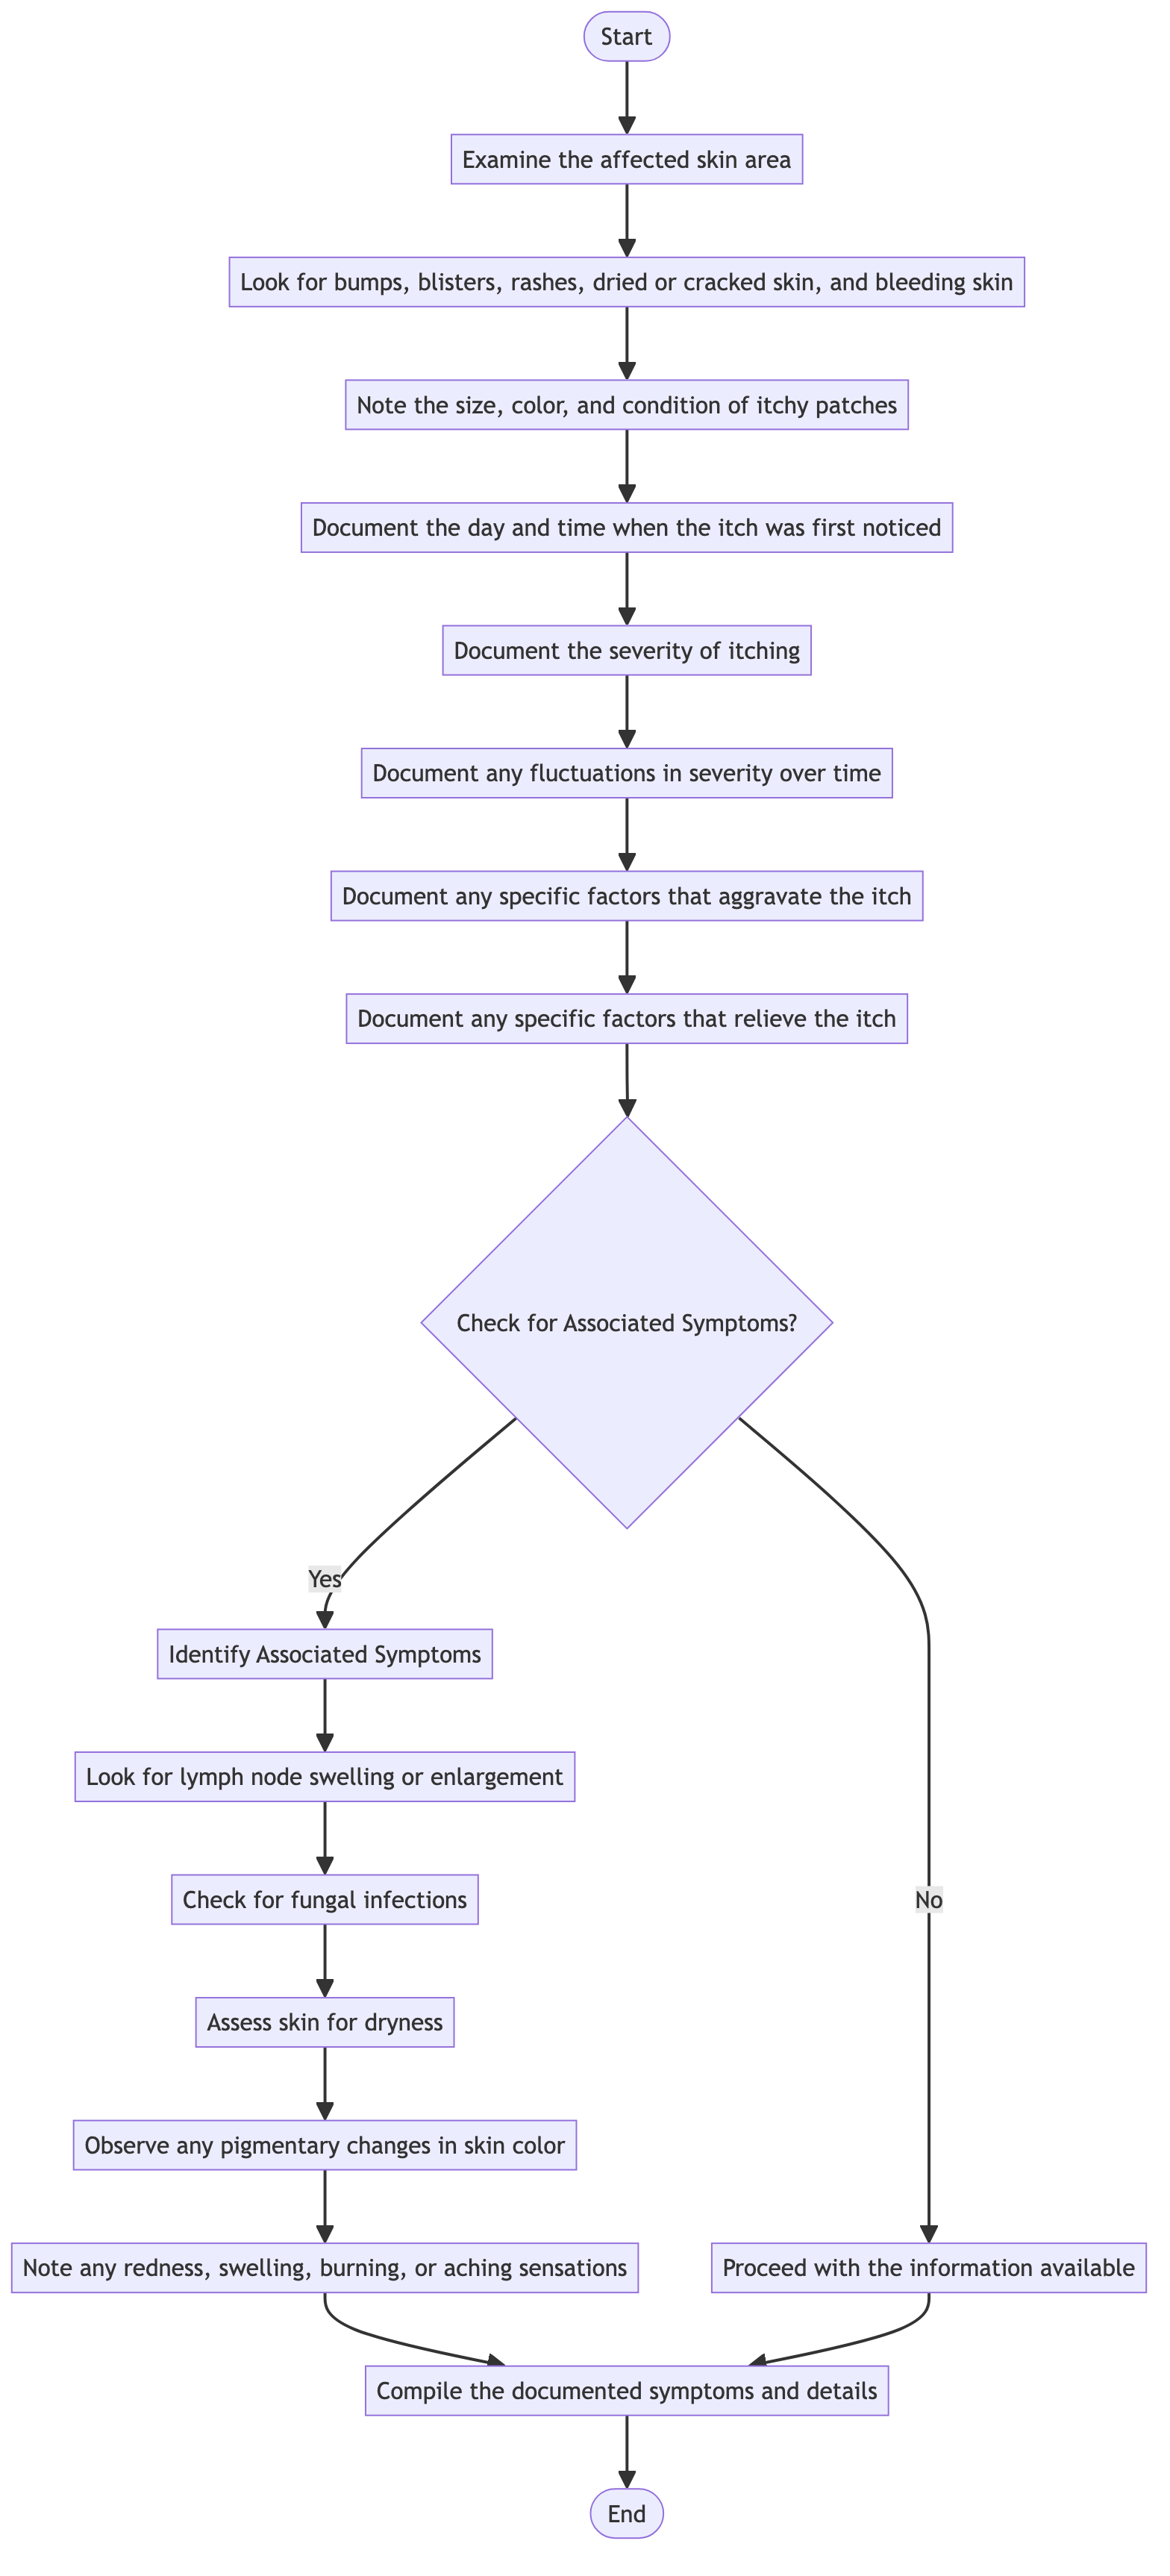 Start
Examine the affected skin area
Look for bumps, blisters, rashes, dried or cracked skin, and bleeding skin
Note the size, color, and condition of itchy patches
Document the day and time when the itch was first noticed
Document the severity of itching
Document any fluctuations in severity over time
Document any specific factors that aggravate the itch
Document any specific factors that relieve the itch
Check for Associated Symptoms?
Yes
Identify Associated Symptoms
Look for lymph node swelling or enlargement
Check for fungal infections
No
Assess skin for dryness
Observe any pigmentary changes in skin color
Note any redness, swelling, burning, or aching sensations
Proceed with the information available
Compile the documented symptoms and details
End